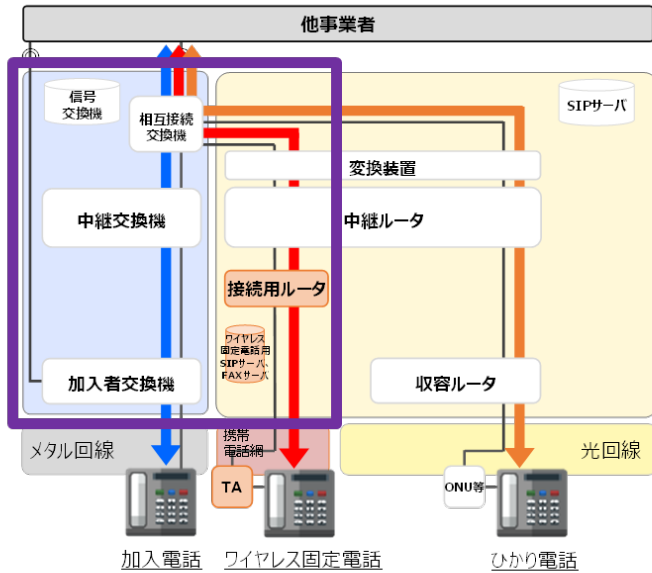 他事業者
信号
交換機
相互接続
交換機
SIPサーバ
変換装置
中継交換機
中継ルータ
接続用ルータ
ワイヤレス
固定電話用
SIPサーバ、
FAXサーバ
加入者交換機
収容ルータ
メタル回線
携帯
電話網
光回線
TA
ONU等
加入電話
ワイヤレス固定電話
ひかり電話